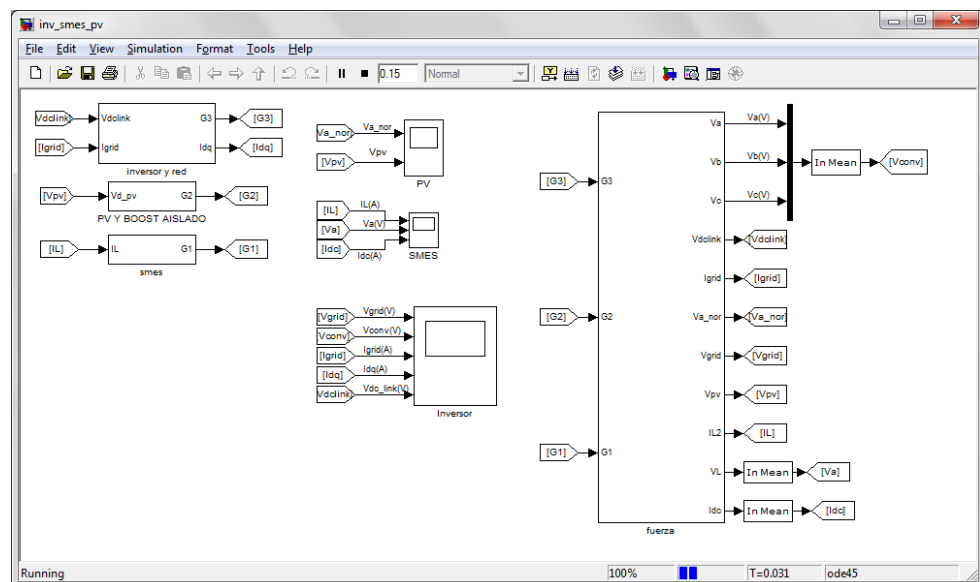 inv_smes_pv
File Edit View Simulation Format Tools Help
0.15 Normal
Vdclink
[Igrid]
Vdclink
Igrid
G3
Idq
[G3]
[Idq]
inversor y red
[Vpv]
Vd_pv
G2
[G2]
PV Y BOOST AISLADO
[IL]
IL
G1
[G1]
smes
Va_nor
Va_nor
[Vpv]
Vpv
PV
[IL]
IL(A)
[Va]
Va(V)
[Idc]
Idc(A)
SMES
[Vgrid]
Vgrid(V)
[Vconv]
Vconv(V)
[Igrid]
Igrid(A)
[Idq]
Idq(A)
Vdclink
Vdc_link(V)
Inversor
[G3]
G3
[G2]
G2
[G1]
G1
Va
Va(V)
Vb
Vb(V)
Vc
Vc(V)
In Mean
[Vconv]
Vdclink
[Vdclink]
Igrid
[Igrid]
Va_nor
[Va_nor]
Vgrid
[Vgrid]
Vpv
[Vpv]
IL2
[IL]
VL
In Mean
[Va]
Idc
In Mean
[Idc]
fuerza
Running 100% T=0.031 ode45